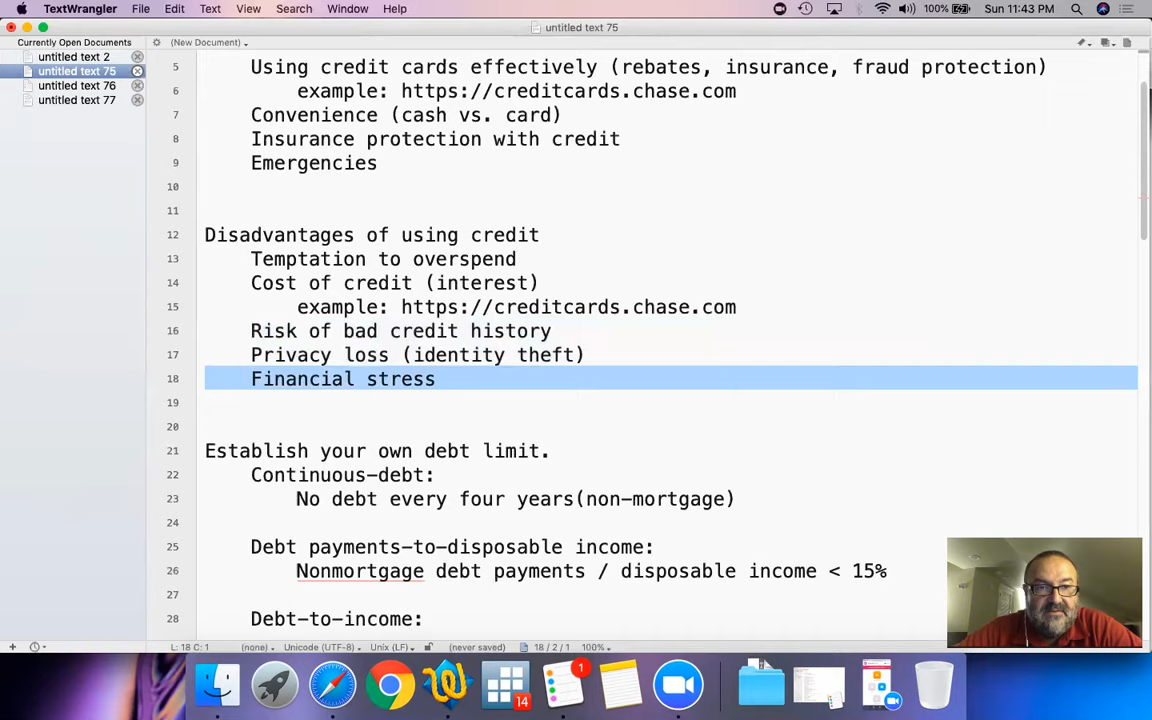 TextWrangler File Edit Text View Search Window Help 100% Sun 11:43 PM
untitled text 75
Currently Open Documents (New Document)
untitled text 2
untitled text 75
untitled text 76
untitled text 77
5 Using credit cards effectively (rebates, insurance, fraud protection)
6 example: https://creditcards.chase.com
7 Convenience (cash vs. card)
8 Insurance protection with credit
9 Emergencies
10
11
12 Disadvantages of using credit
13 Temptation to overspend
14 Cost of credit (interest)
15 example: https://creditcards.chase.com
16 Risk of bad credit history
17 Privacy loss (identity theft)
18 Financial stress
19
20
21 Establish your own debt limit.
22 Continuous-debt:
23 No debt every four years(non-mortgage)
24
25 Debt payments-to-disposable income:
26 Nonmortgage debt payments / disposable income < 15%
27
28 Debt-to-income:
L: 18 C: 1 (none) Unicode (UTF-8) Unix (LF) (never saved) 18 / 2 / 1 100%
1
14